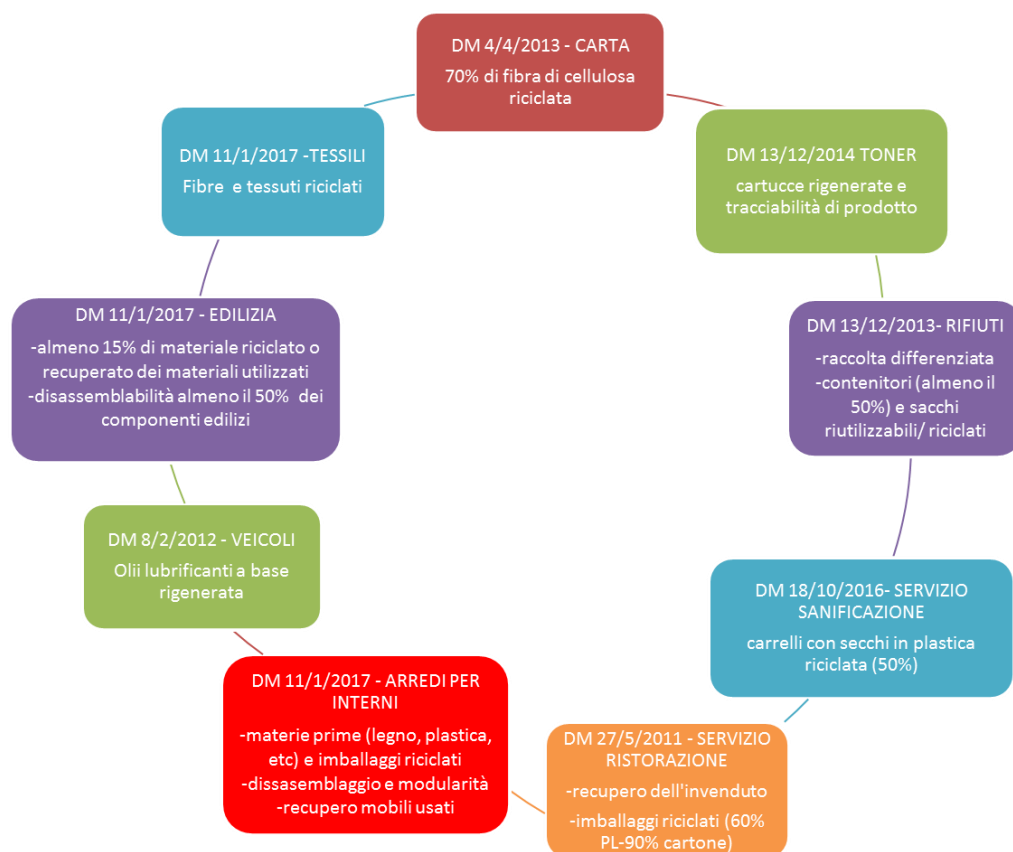 DM 4/4/2013 - CARTA
70% di fibra di cellulosa
riciclata
DM 13/12/2014 TONER
cartucce rigenerate e
tracciabilità di prodotto
DM 13/12/2013- RIFIUTI
-raccolta differenziata
-contenitori (almeno il
50%) e sacchi
riutilizzabili/ riciclati
DM 18/10/2016- SERVIZIO
SANIFICAZIONE
carrelli con secchi in plastica
riciclata (50%)
DM 27/5/2011 - SERVIZIO
RISTORAZIONE
-recupero dell'invenduto
-imballaggi riciclati (60%
PL-90% cartone)
DM 11/1/2017 - ARREDI PER
INTERNI
-materie prime (legno, plastica,
etc) e imballaggi riciclati
-dissasemblaggio e modularità
-recupero mobili usati
DM 8/2/2012 - VEICOLI
Olii lubrificanti a base
rigenerata
DM 11/1/2017 - EDILIZIA
-almeno 15% di materiale riciclato o
recuperato dei materiali utilizzati
-disassemblabilità almeno il 50% dei
componenti edilizi
DM 11/1/2017 -TESSILI
Fibre e tessuti riciclati